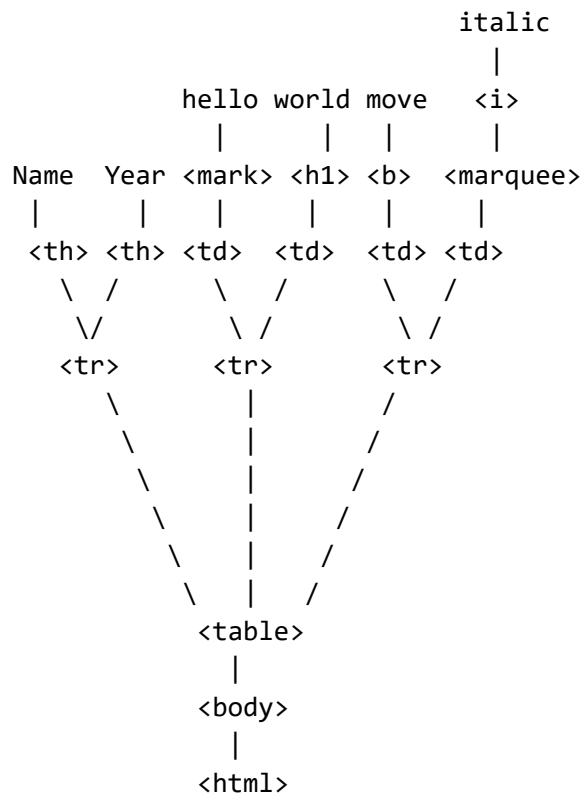 italic
|
hello world move <i>
| | | |
Name Year <mark> <h1> <b> <marquee>
| | | | | |
<th> <th> <td> <td> <td> <td>
\ / \ / \ /
\/ \ / \ /
<tr> <tr> <tr>
\ | /
\ | /
\ | /
\ | /
\ | /
\ | /
<table>
|
<body>
|
<html>